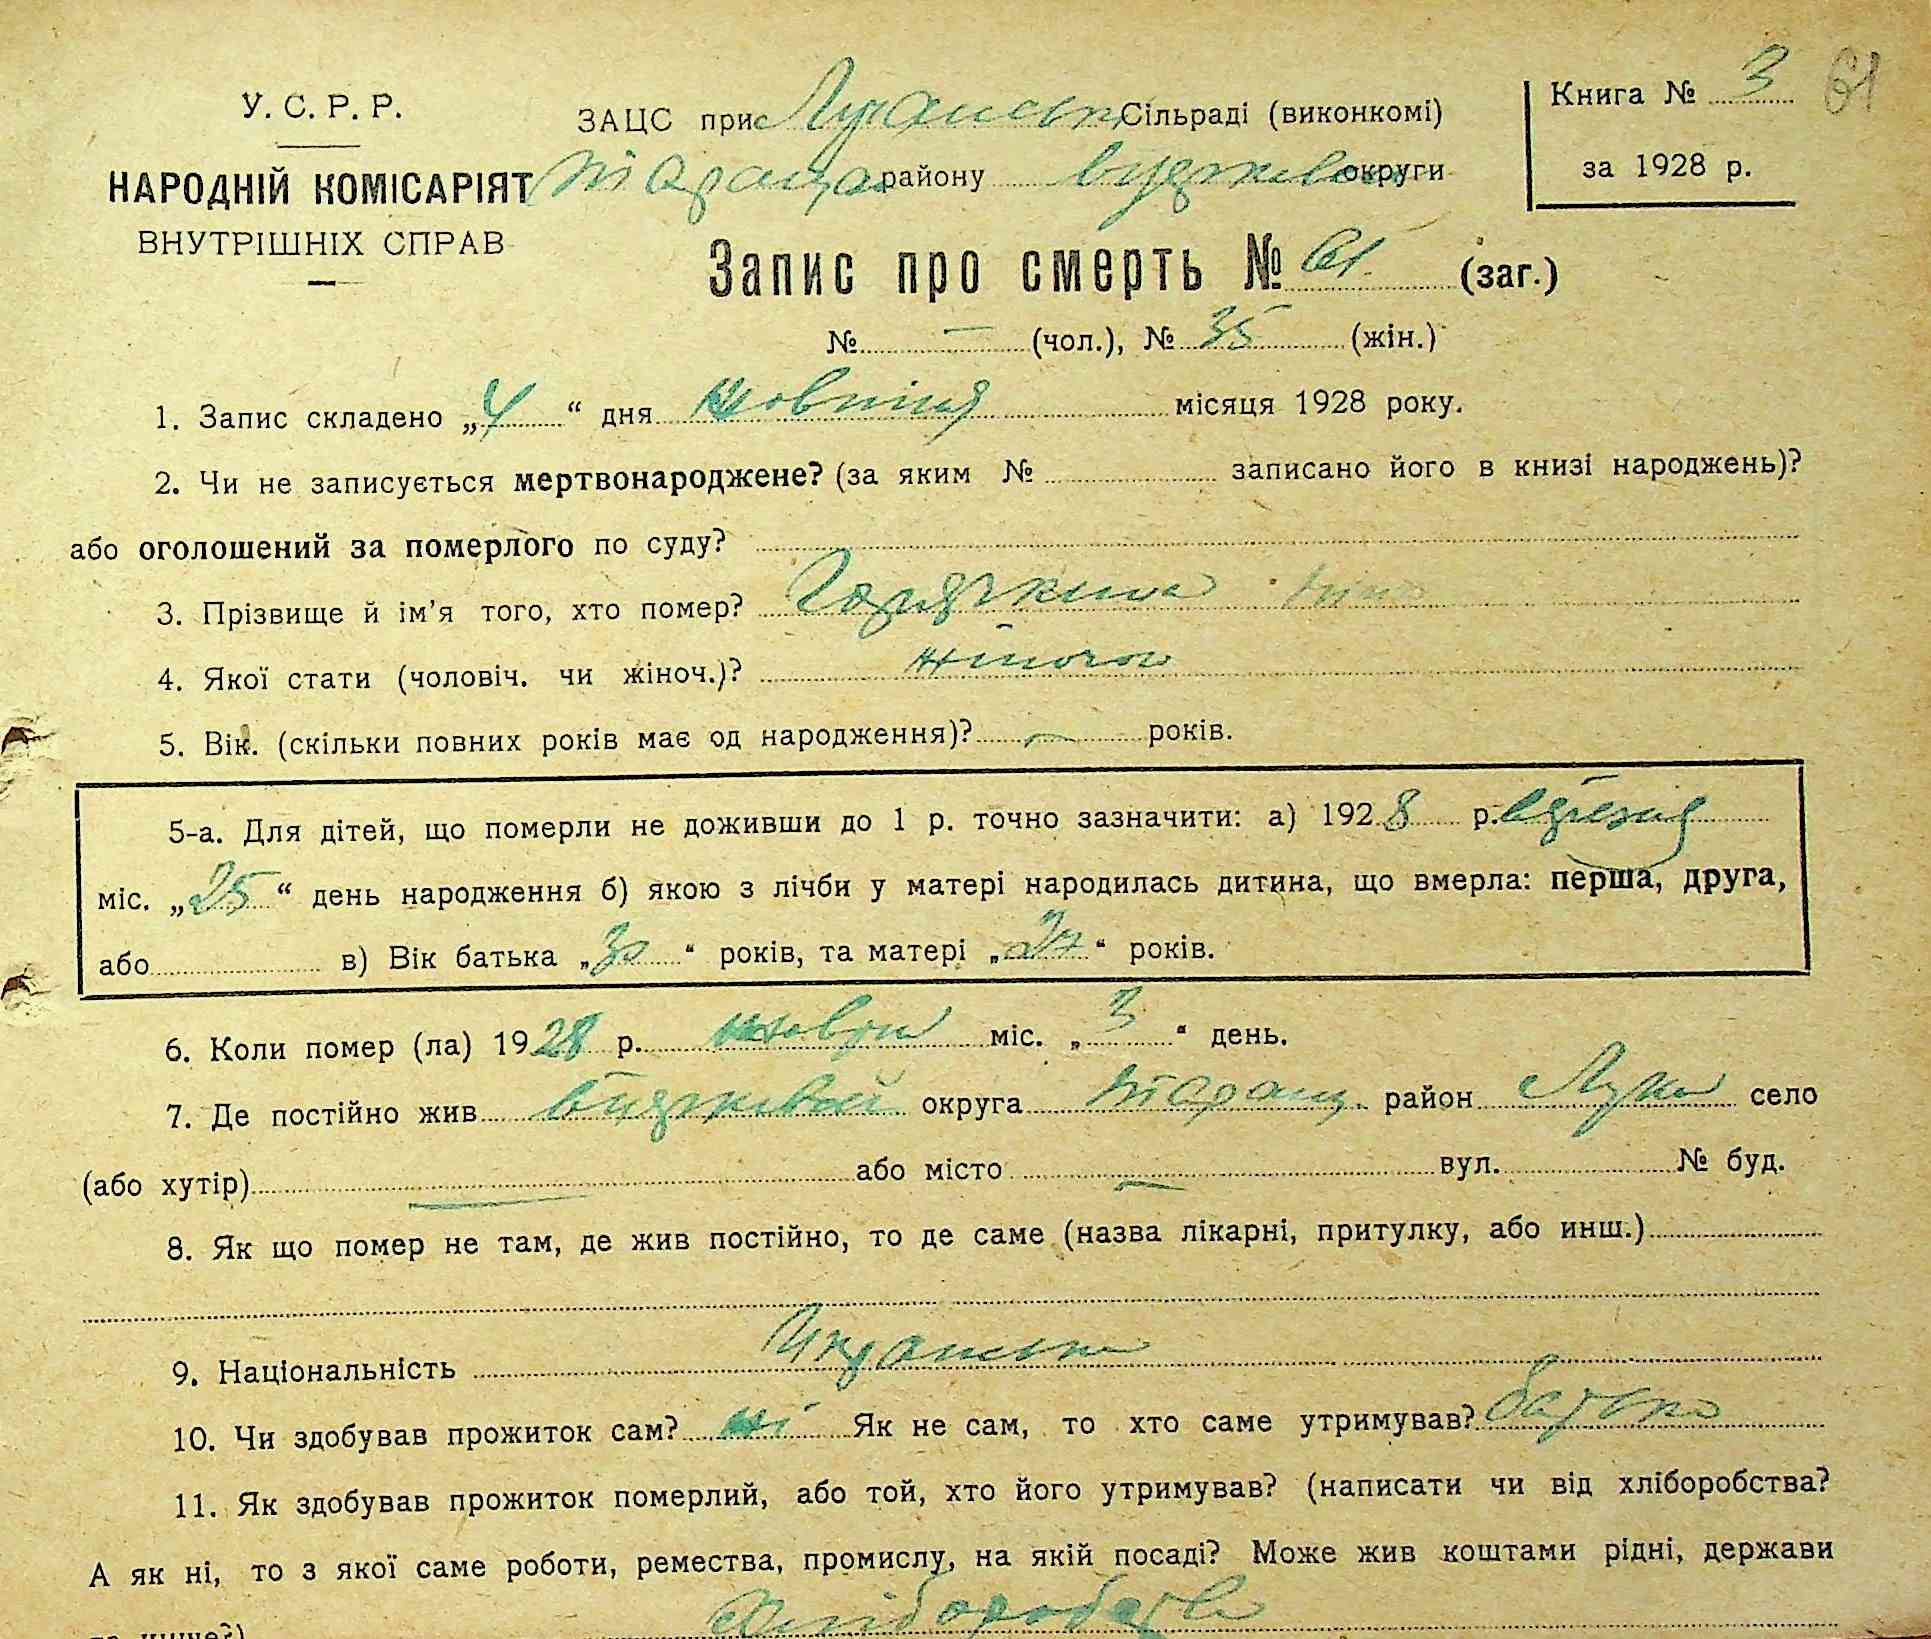 У. С. Р. Р.
НАРОДНІЙ КОМІСАРІЯТ
ВНУТРІШНІХ СПРАВ
ЗАЦС при Сільраді (виконкомі)
району округи
Книга № 3 61
за 1928 р.
Запис про смерть № 61 (заг.)
№ — (чол.), № 35 (жін.)
1. Запис складено „4“ дня жовтня місяця 1928 року.
2. Чи не записується мертвонароджене? (за яким № записано його в книзі народжень)?
або оголошений за померлого по суду?
3. Прізвище й ім'я того, хто помер?
4. Якої стати (чоловіч. чи жіноч.)? жіночої
5. Вік. (скільки повних років має од народження)? — років.
5-а. Для дітей, що померли не доживши до 1 р. точно зазначити: а) 1928 р.
міс. „25“ день народження б) якою з лічби у матері народилась дитина, що вмерла: перша, друга,
або в) Вік батька „30“ років, та матері „27“ років.
6. Коли помер (ла) 1928 р. міс. „3“ день.
7. Де постійно жив округа Таращ. район Лука село
(або хутір) — або місто — вул. № буд.
8. Як що помер не там, де жив постійно, то де саме (назва лікарні, притулку, або инш.)
9. Національність
10. Чи здобував прожиток сам? ні Як не сам, то хто саме утримував? батько
11. Як здобував прожиток померлий, або той, хто його утримував? (написати чи від хліборобства?
А як ні, то з якої саме роботи, ремества, промислу, на якій посаді? Може жив коштами рідні, держави
та инше?) хліборобства